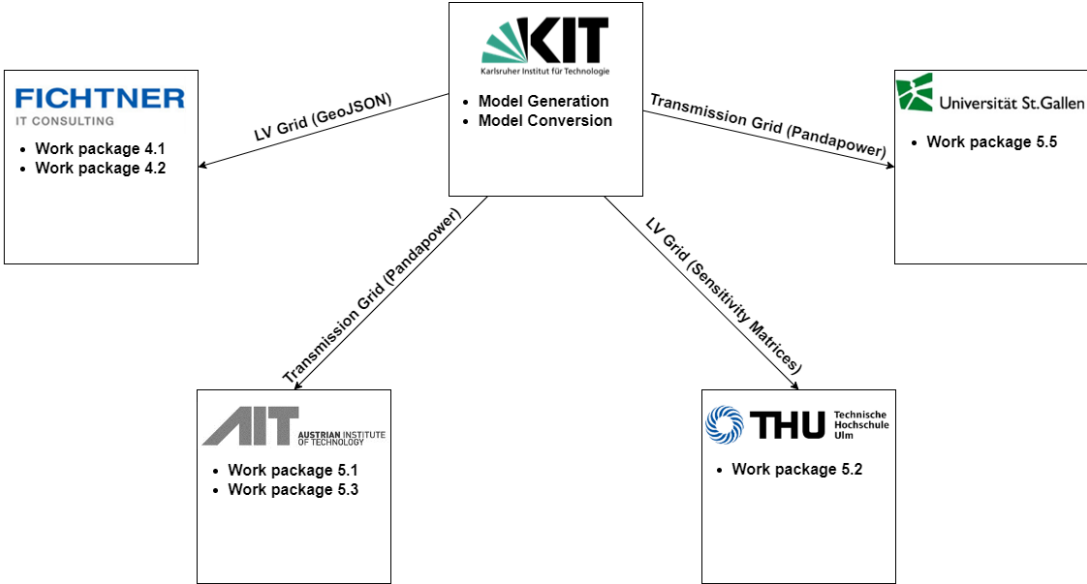 KIT
Karlsruher Institut für Technologie
Model Generation
Model Conversion
FICHTNER
IT CONSULTING
Work package 4.1
Work package 4.2
LV Grid (GeoJSON)
Transmission Grid (Pandapower)
Universität St.Gallen
Work package 5.5
Transmission Grid (Pandapower)
LV Grid (Sensitivity Matrices)
AIT
AUSTRIAN INSTITUTE
OF TECHNOLOGY
Work package 5.1
Work package 5.3
THU
Technische
Hochschule
Ulm
Work package 5.2